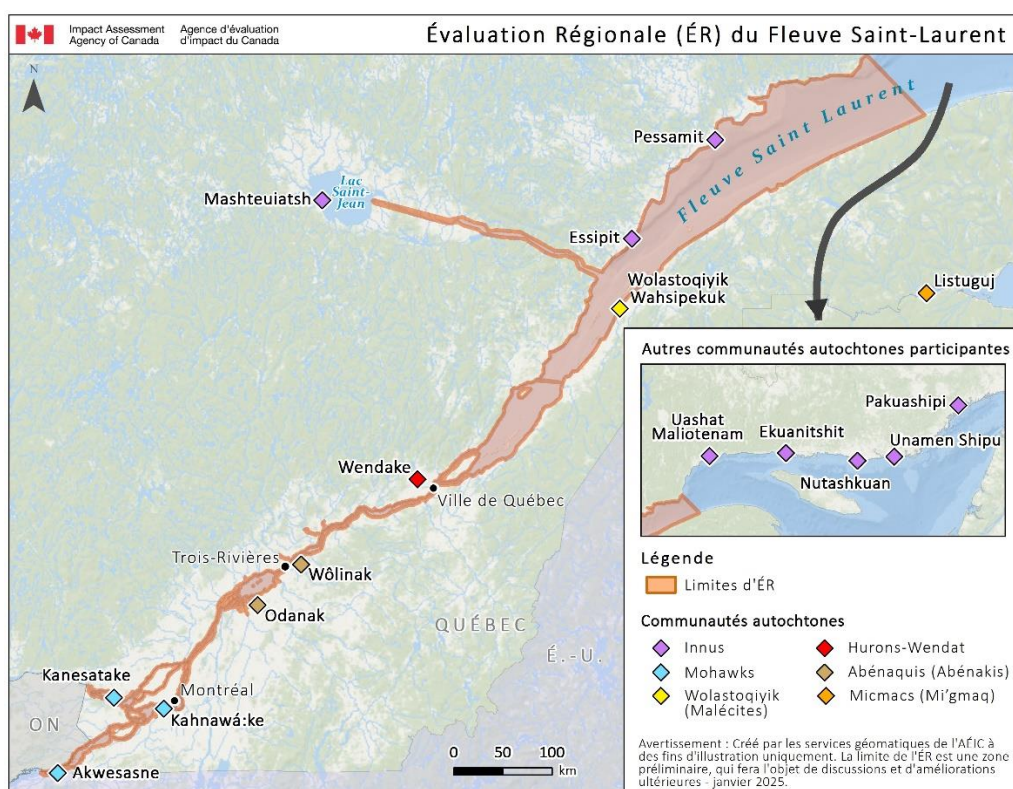 Impact Assessment
Agency of Canada
Agence d'évaluation
d'impact du Canada
Évaluation Régionale (ÉR) du Fleuve Saint-Laurent
N
Pessamit
Fleuve Saint Laurent
Lac
Saint-
Jean
Mashteuiatsh
Essipit
Wolastoqiyik
Wahsipekuk
Listuguj
Wendake
Ville de Québec
Trois-Rivières
Wôlinak
Odanak
QUÉBEC
É.-U.
Kanesatake
Montréal
Kahnawá:ke
ON
Akwesasne
0 50 100
km
Autres communautés autochtones participantes
Pakuashipi
Uashat
Maliotenam
Ekuanitshit
Unamen Shipu
Nutashkuan
Légende
Limites d'ÉR
Communautés autochtones
Innus
Mohawks
Wolastoqiyik
(Malécites)
Hurons-Wendat
Abénaquis (Abénakis)
Micmacs (Mi’gmaq)
Avertissement : Créé par les services géomatiques de l'AÉIC à
des fins d'illustration uniquement. La limite de l'ÉR est une zone
préliminaire, qui fera l'objet de discussions et d'améliorations
ultérieures - janvier 2025.